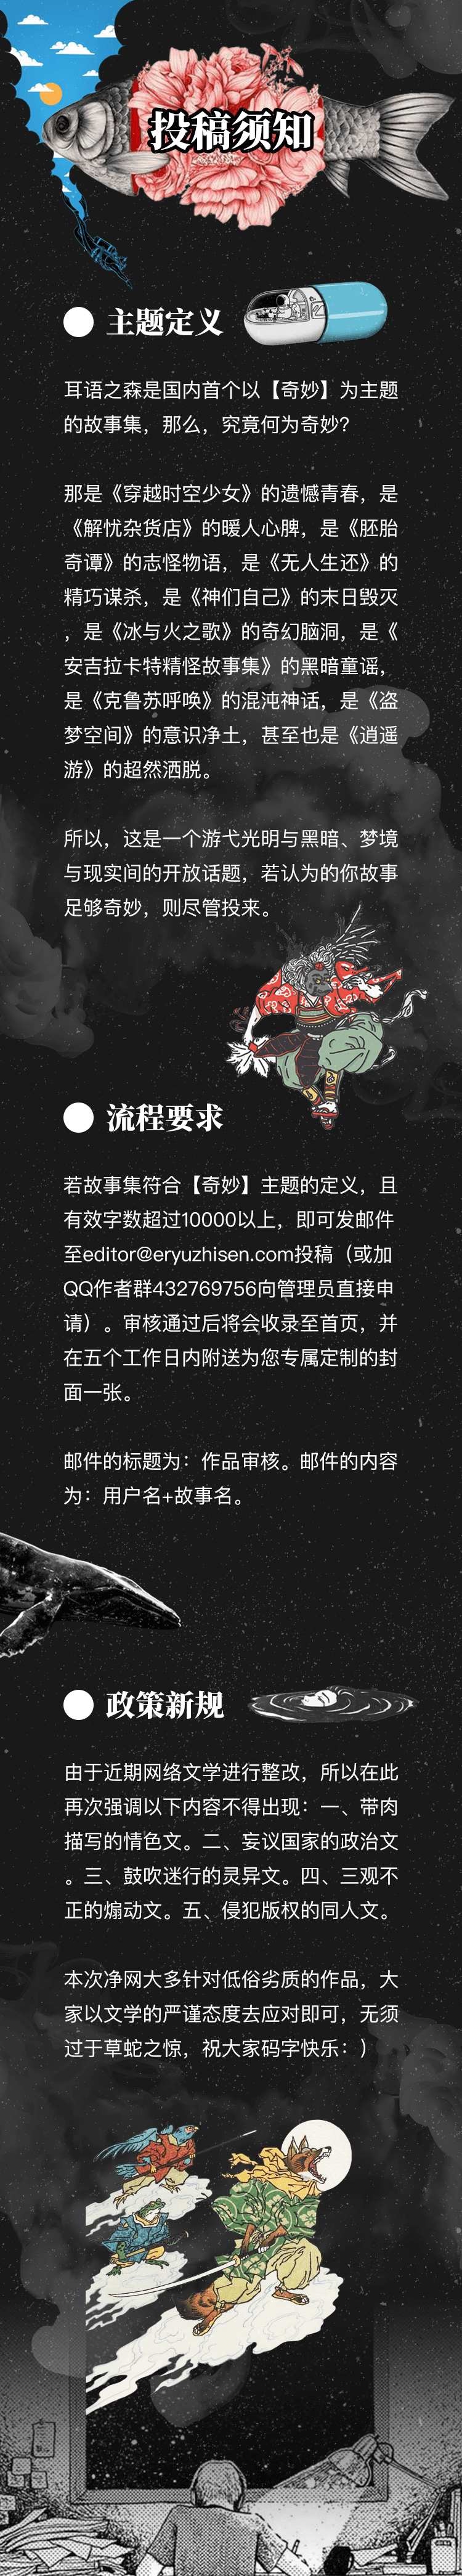 投稿须知
主题定义
耳语之森是国内首个以【奇妙】为主题
的故事集，那么，究竟何为奇妙？
那是《穿越时空少女》的遗憾青春，是
《解忧杂货店》的暖人心脾，是《胚胎
奇谭》的志怪物语，是《无人生还》的
精巧谋杀，是《神们自己》的末日毁灭
，是《冰与火之歌》的奇幻脑洞，是《
安吉拉卡特精怪故事集》的黑暗童谣，
是《克鲁苏呼唤》的混沌神话，是《盗
梦空间》的意识净土，甚至也是《逍遥
游》的超然洒脱。
所以，这是一个游弋光明与黑暗、梦境
与现实间的开放话题，若认为的你故事
足够奇妙，则尽管投来。
流程要求
若故事集符合【奇妙】主题的定义，且
有效字数超过10000以上，即可发邮件
至editor@eryuzhisen.com投稿（或加
QQ作者群432769756向管理员直接申
请）。审核通过后将会收录至首页，并
在五个工作日内附送为您专属定制的封
面一张。
邮件的标题为：作品审核。邮件的内容
为：用户名+故事名。
政策新规
由于近期网络文学进行整改，所以在此
再次强调以下内容不得出现：一、带肉
描写的情色文。二、妄议国家的政治文
。三、鼓吹迷行的灵异文。四、三观不
正的煽动文。五、侵犯版权的同人文。
本次净网大多针对低俗劣质的作品，大
家以文学的严谨态度去应对即可，无须
过于草蛇之惊，祝大家码字快乐：）